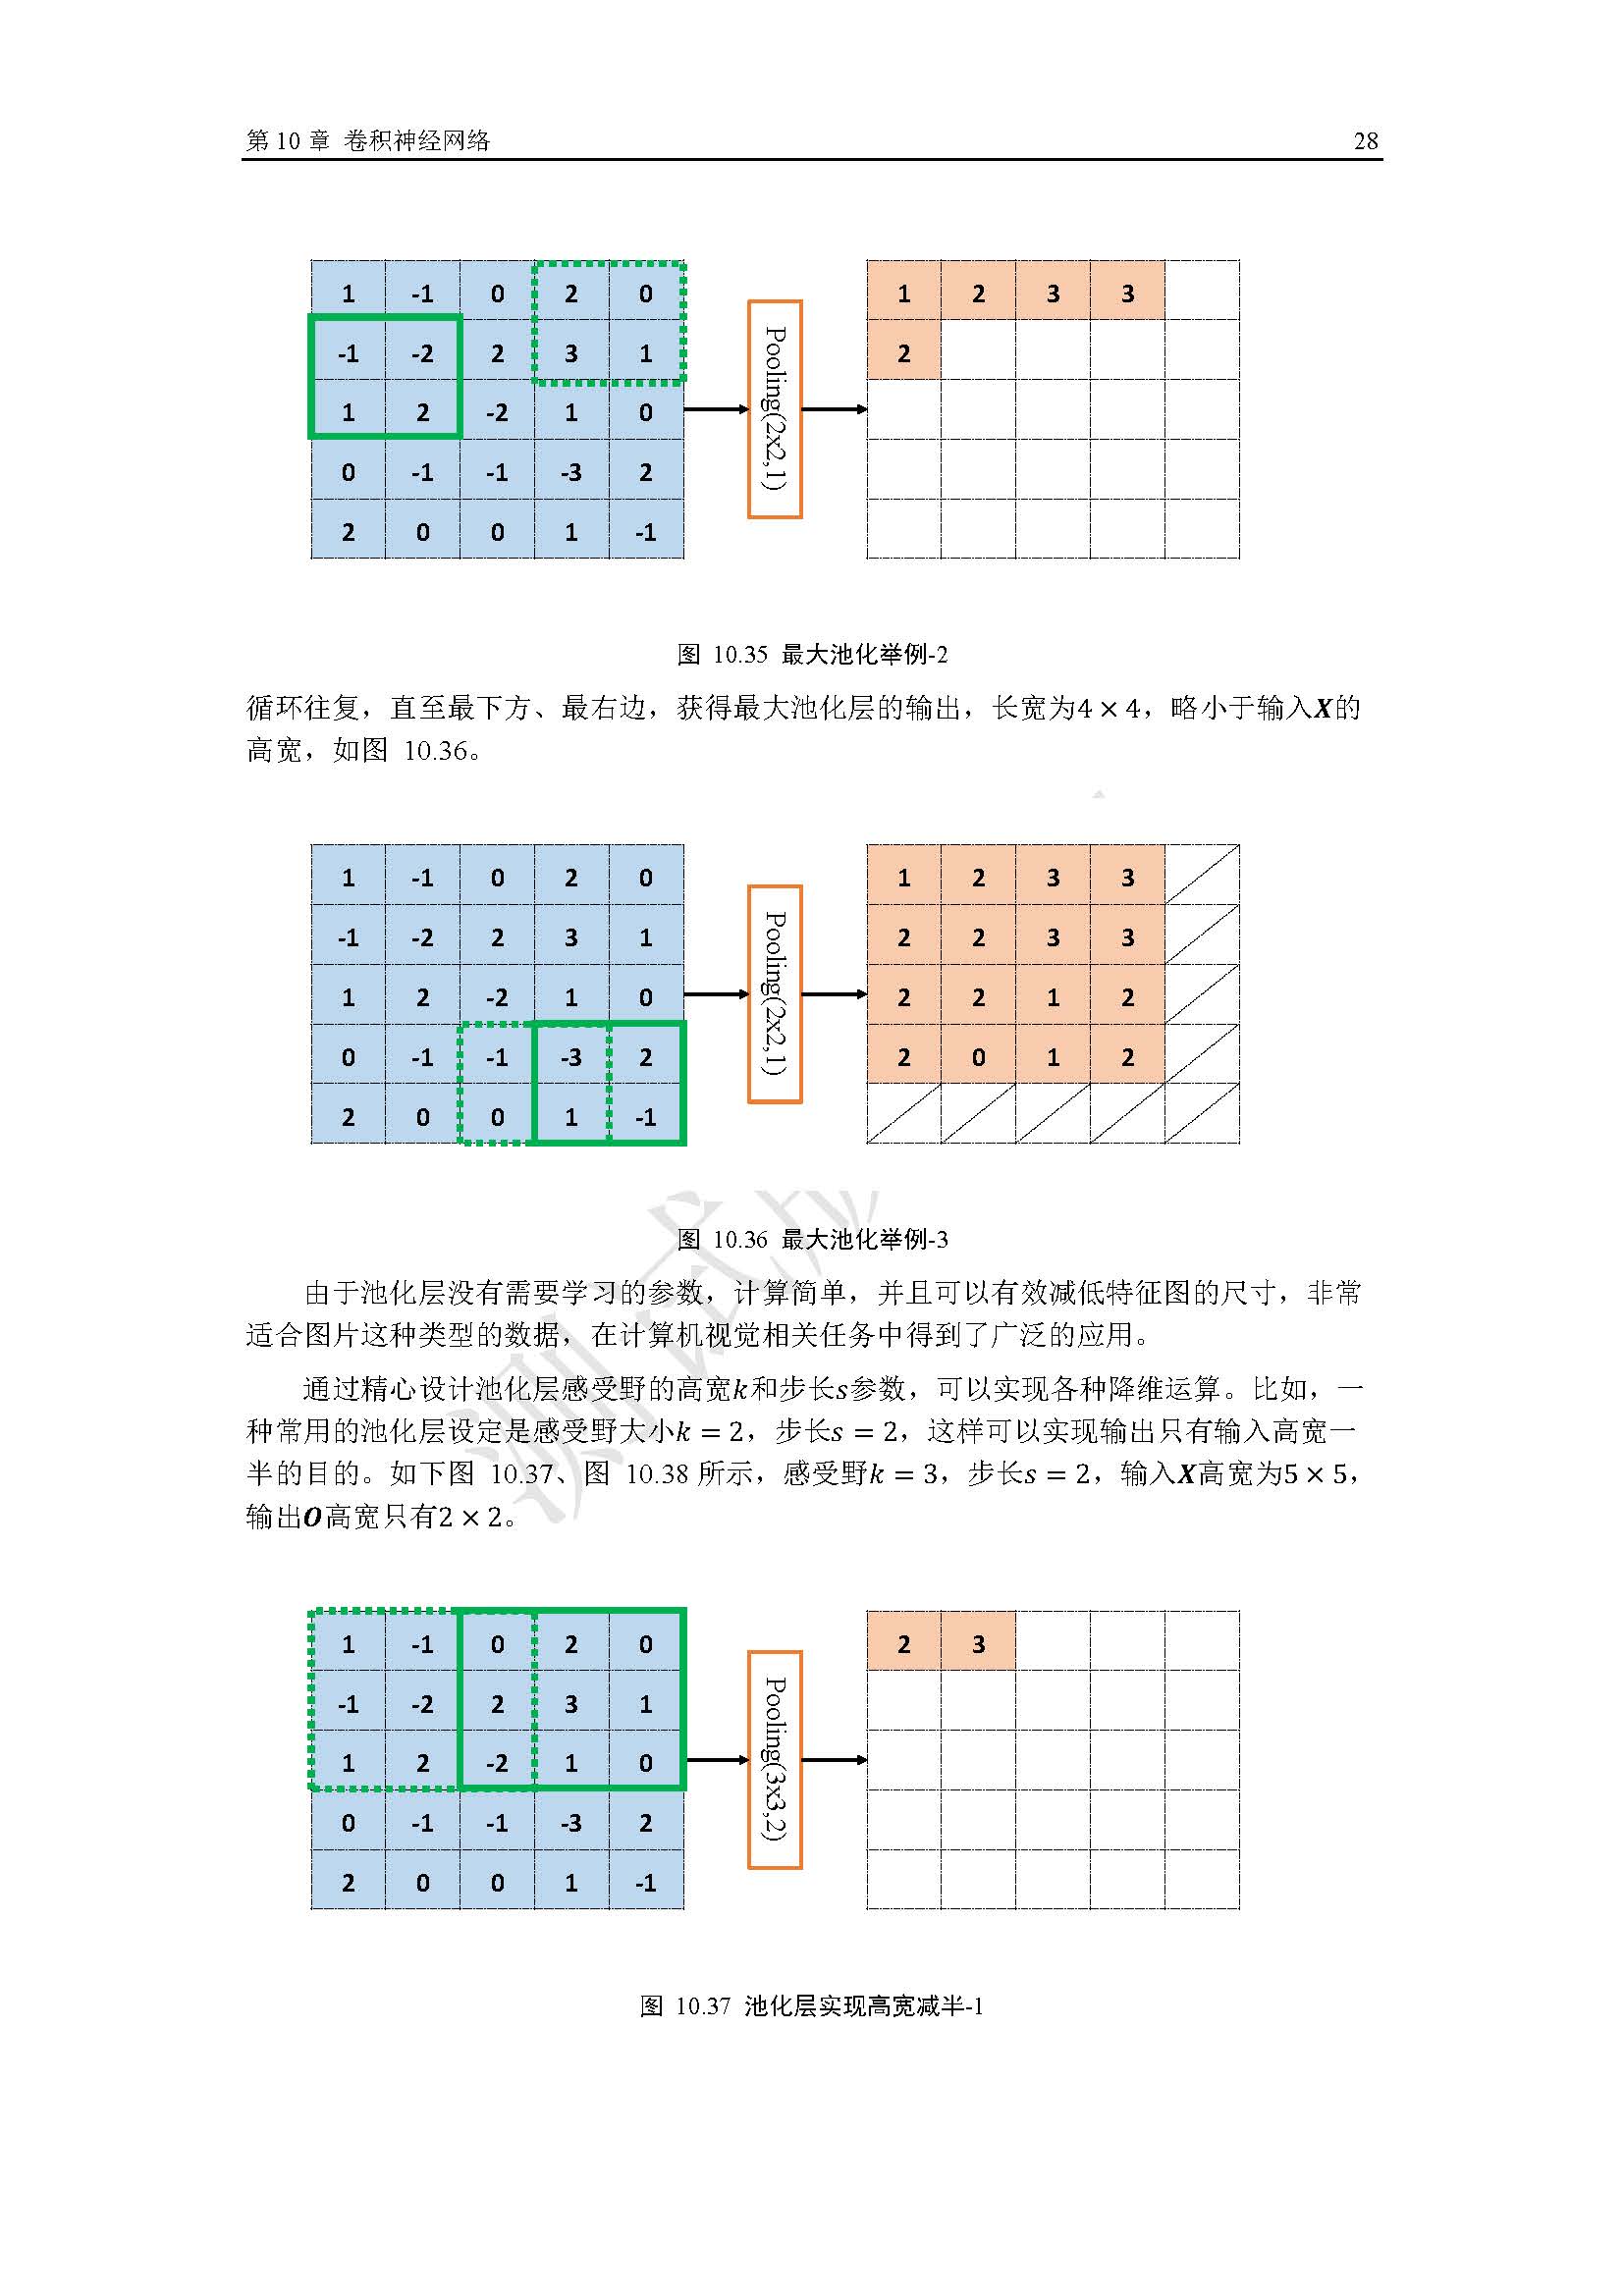 第 10 章 卷积神经网络 28
1 -1 0 2 0
-1 -2 2 3 1
1 2 -2 1 0
0 -1 -1 -3 2
2 0 0 1 -1
Pooling(2x2,1)
1 2 3 3
2
图 10.35 最大池化举例-2
循环往复，直至最下方、最右边，获得最大池化层的输出，长宽为4 × 4，略小于输入X的
高宽，如图 10.36。
1 -1 0 2 0
-1 -2 2 3 1
1 2 -2 1 0
0 -1 -1 -3 2
2 0 0 1 -1
Pooling(2x2,1)
1 2 3 3
2 2 3 3
2 2 1 2
2 0 1 2
图 10.36 最大池化举例-3
由于池化层没有需要学习的参数，计算简单，并且可以有效减低特征图的尺寸，非常
适合图片这种类型的数据，在计算机视觉相关任务中得到了广泛的应用。
通过精心设计池化层感受野的高宽k和步长s参数，可以实现各种降维运算。比如，一
种常用的池化层设定是感受野大小k = 2，步长s = 2，这样可以实现输出只有输入高宽一
半的目的。如下图 10.37、图 10.38 所示，感受野k = 3，步长s = 2，输入X高宽为5 × 5，
输出O高宽只有2 × 2。
1 -1 0 2 0
-1 -2 2 3 1
1 2 -2 1 0
0 -1 -1 -3 2
2 0 0 1 -1
Pooling(3x3,2)
2 3
图 10.37 池化层实现高宽减半-1
测试